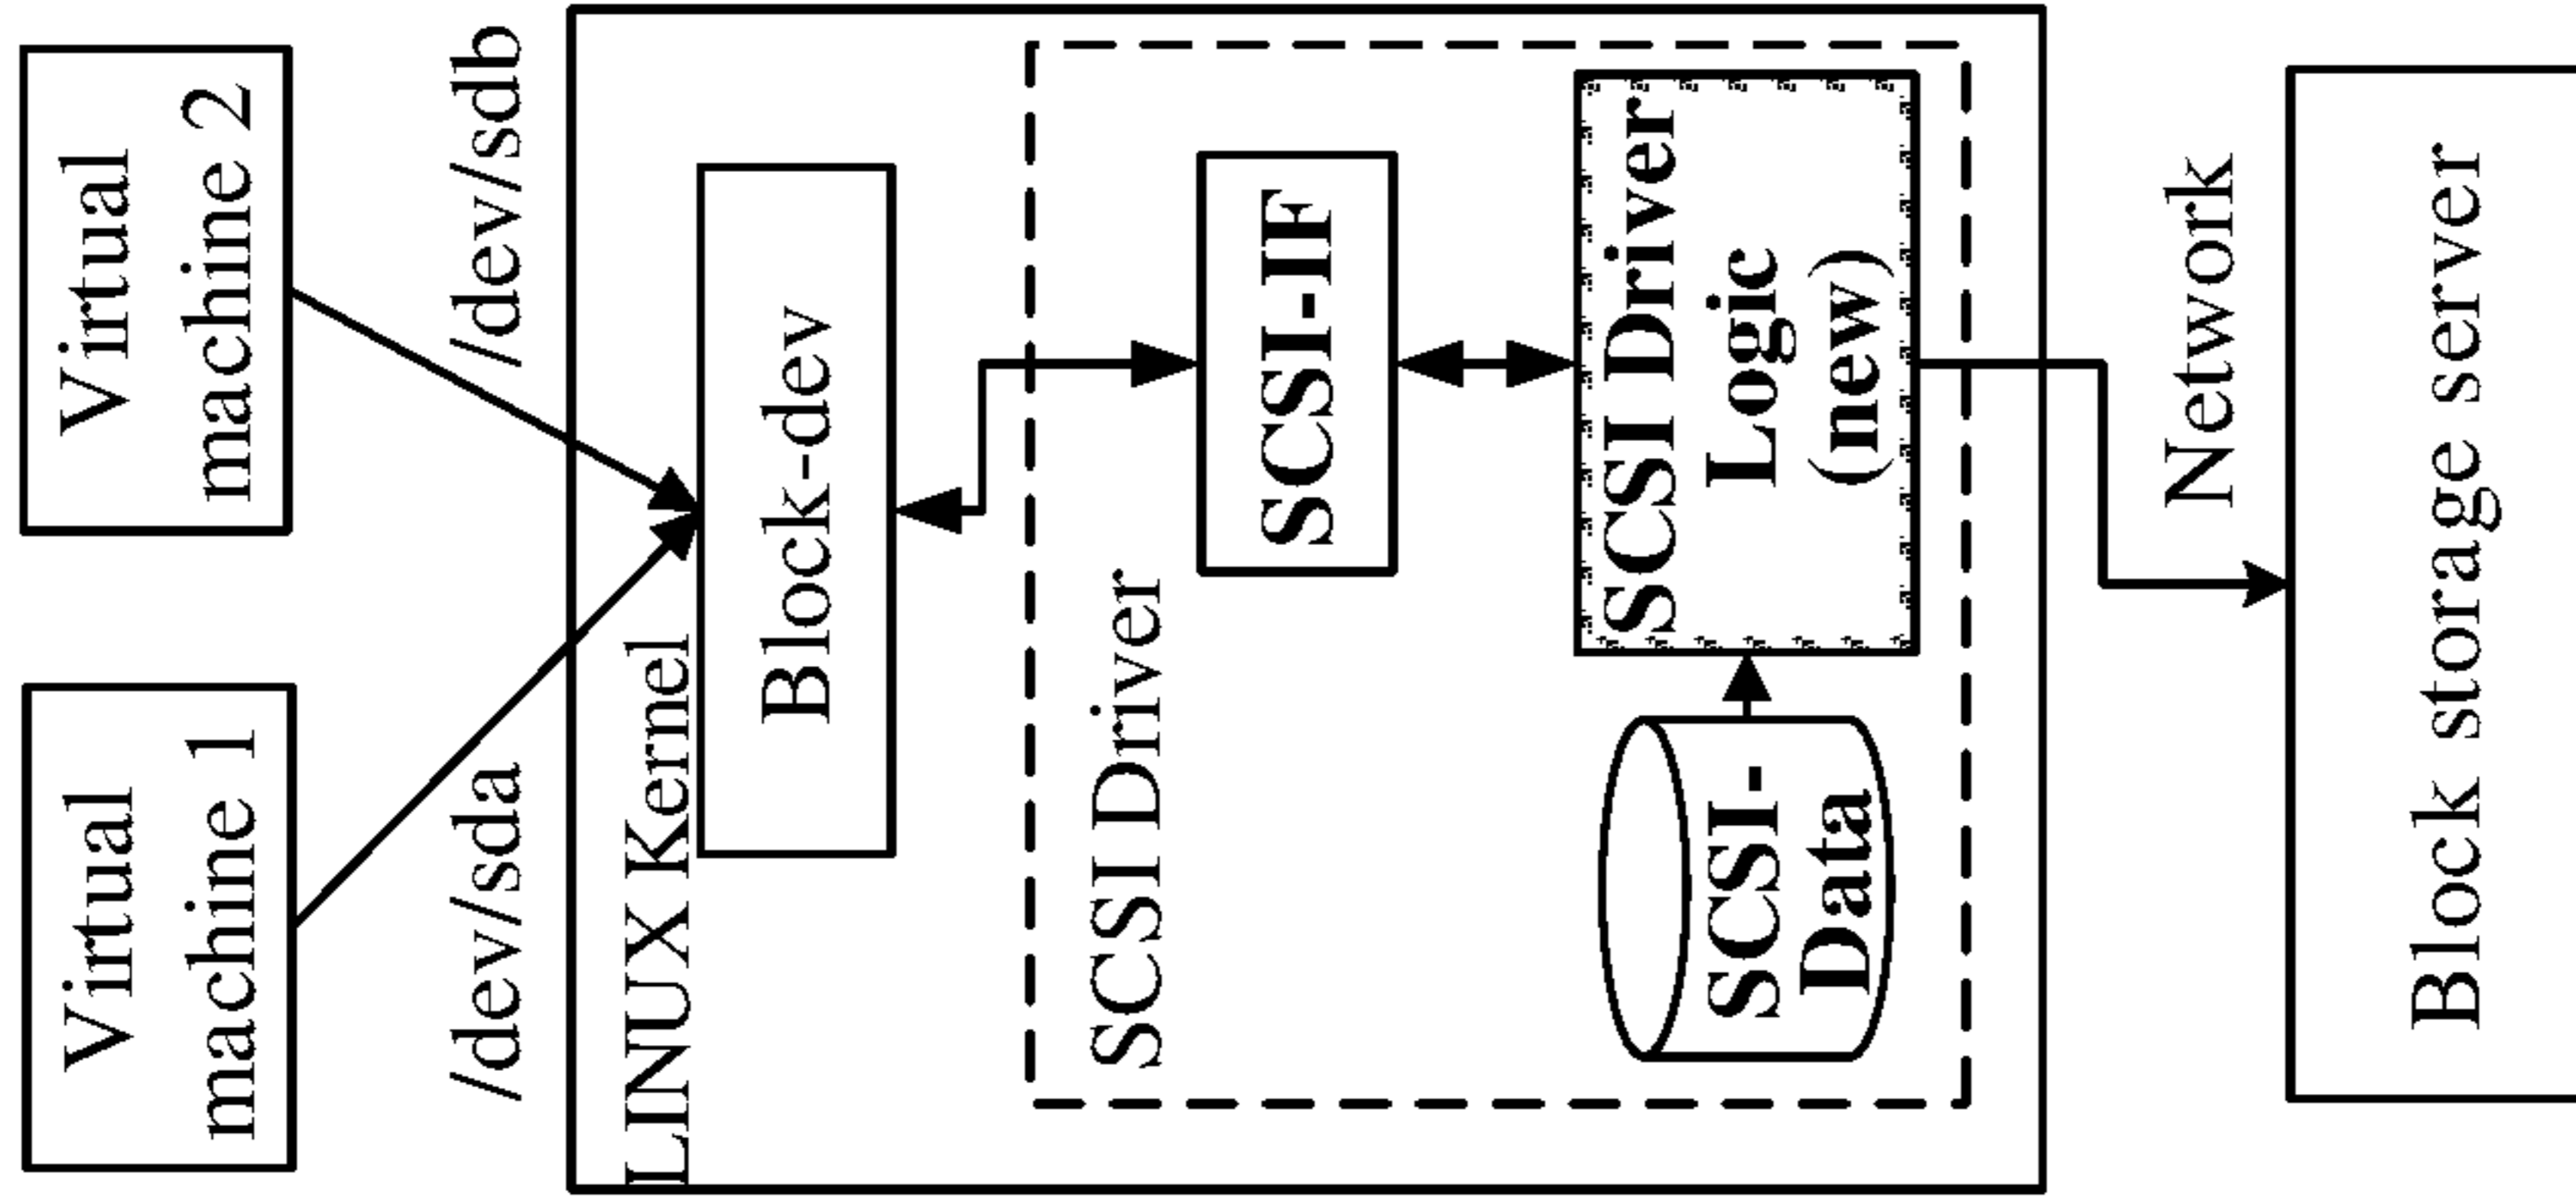 Virtual
machine 1
Virtual
machine 2
/dev/sda
//dev/sdb
LINUX Kernel
Block-dev
SCSI Driver
SCSI-IF
SCSI-
Data
SCSI Driver
Logic
(new)
Network
Block storage server